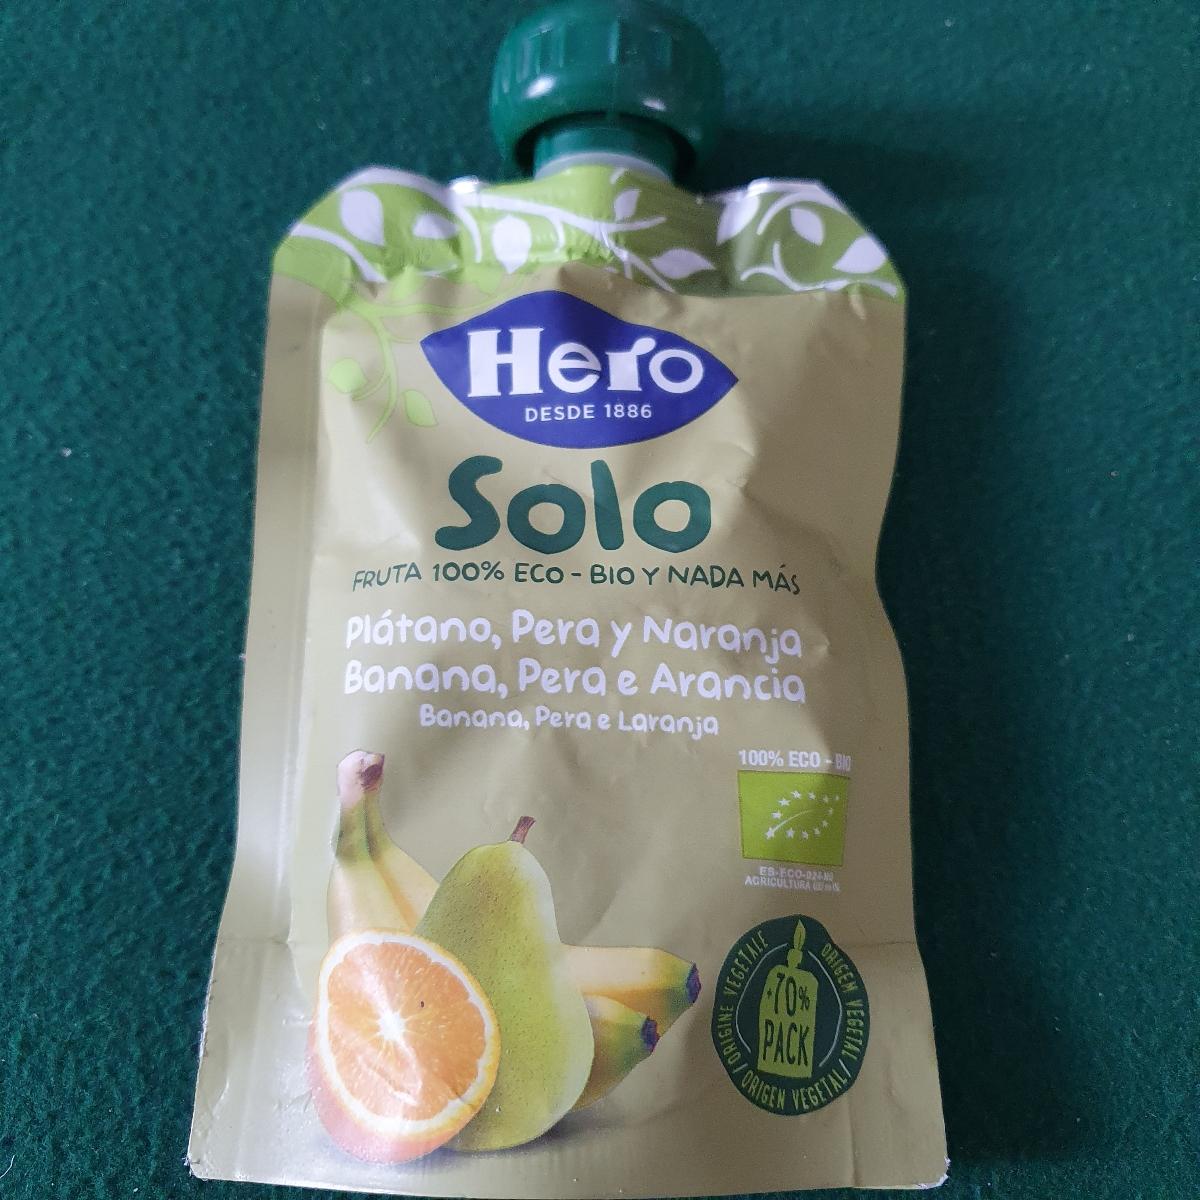 Hero
DESDE 1886
Solo
FRUTA 100% ECO - BIO Y NADA MÁS
Plátano, Pera y Naranja
Banana, Pera e Arancia
Banana, Pera e Laranja
100% ECO - BIO
AGRICULTURA
+70%
PACK
ORIGINE VEGETALE / ORIGEM VEGETAL / ORIGEN VEGETAL /